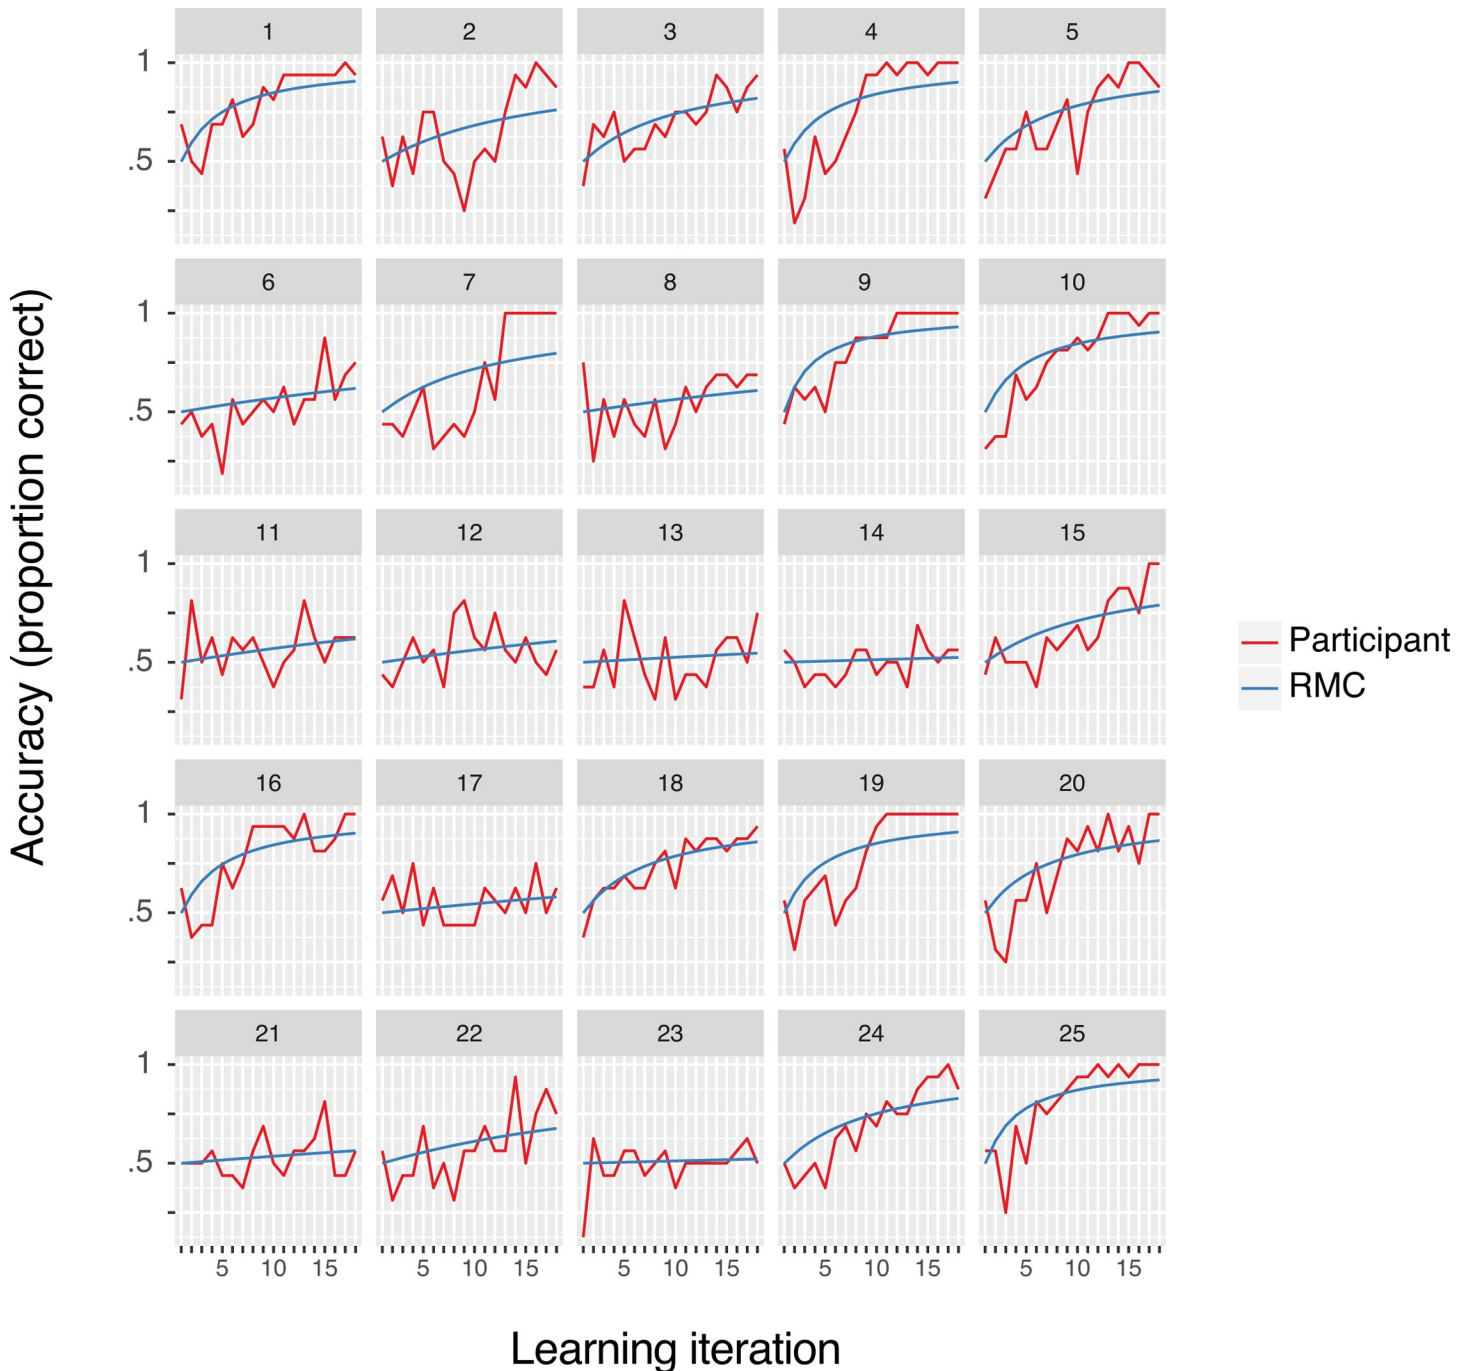 1 2 3 4 5
1
.5
6 7 8 9 10
1
.5
11 12 13 14 15
1
.5
16 17 18 19 20
1
.5
21 22 23 24 25
1
.5
5 10 15 5 10 15 5 10 15 5 10 15 5 10 15
Learning iteration
Accuracy (proportion correct)
Participant
RMC